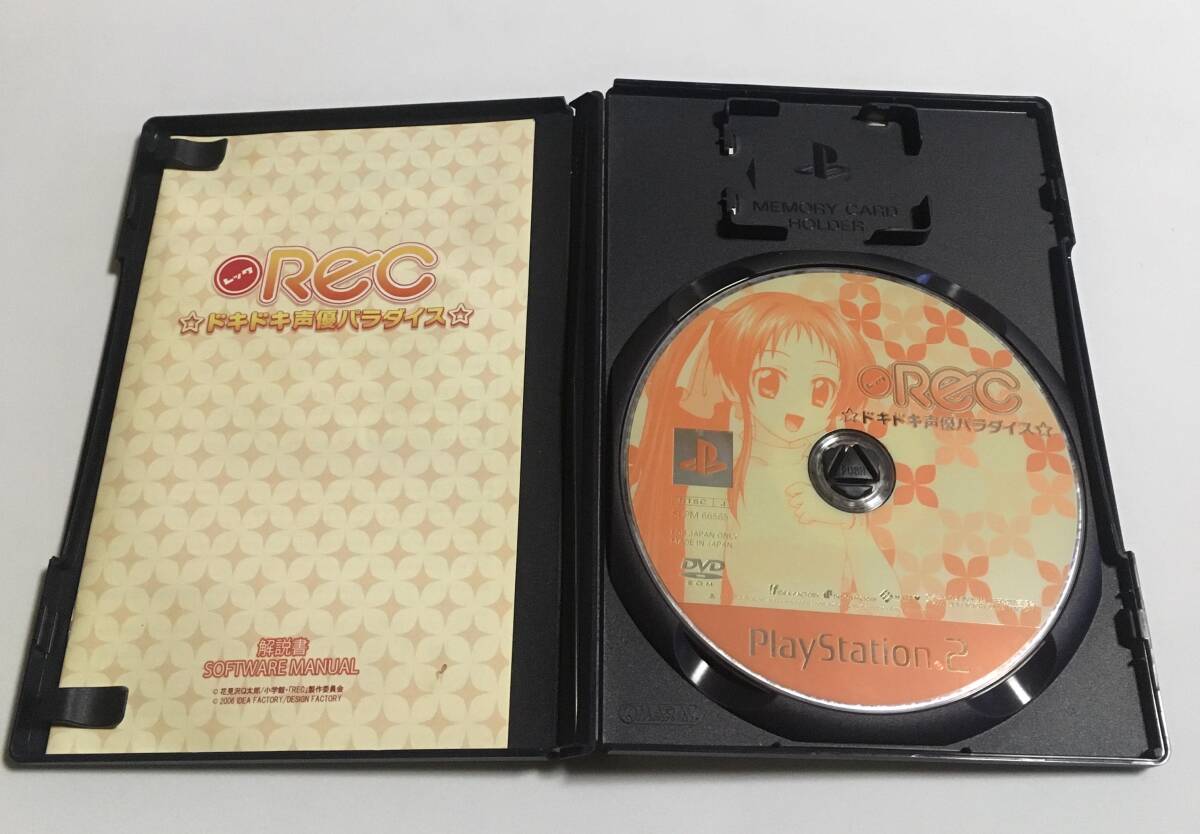 レック REC
☆ドキドキ声優パラダイス☆
解説書
SOFTWARE MANUAL
© 花見沢Q太郎/小学館・「REC」製作委員会
© 2006 IDEA FACTORY/DESIGN FACTORY
MEMORY CARD
HOLDER
レック REC
☆ドキドキ声優パラダイス☆
PUSH
NTSC J
SLPM 66565
FOR JAPAN ONLY
MADE IN JAPAN
DVD
ROM
PlayStation 2